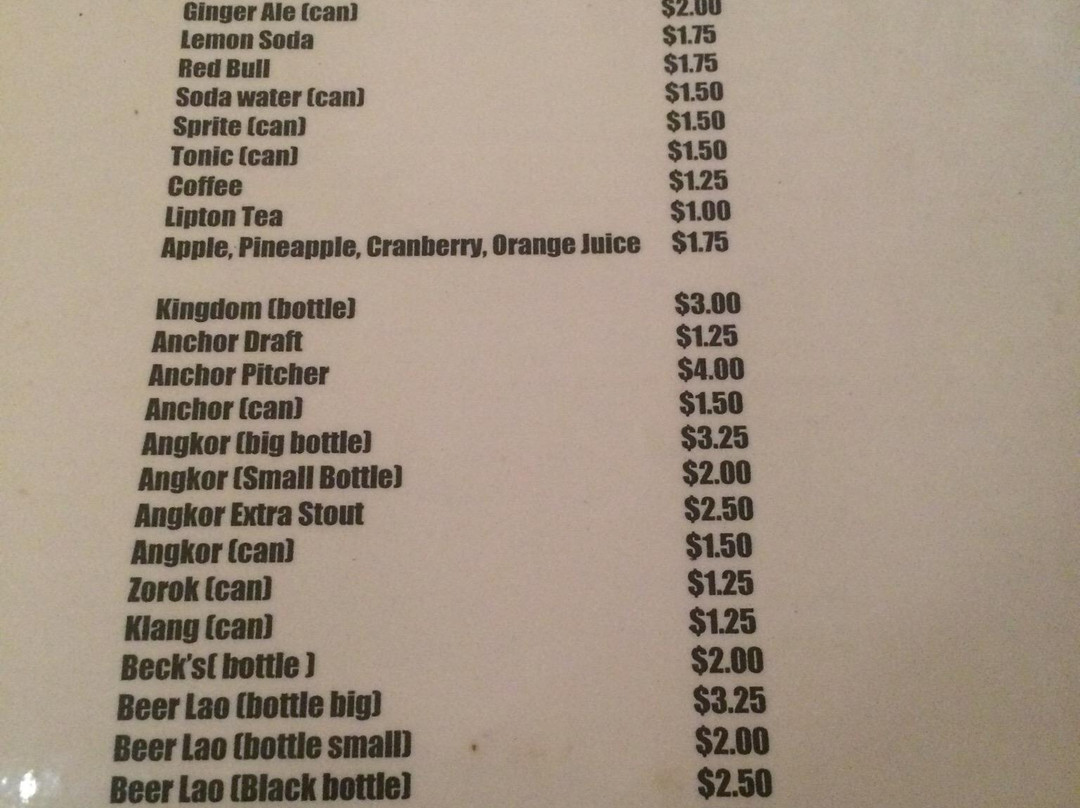 Ginger Ale (can) $2.00
Lemon Soda $1.75
Red Bull $1.75
Soda water (can) $1.50
Sprite (can) $1.50
Tonic (can) $1.50
Coffee $1.25
Lipton Tea $1.00
Apple, Pineapple, Cranberry, Orange Juice $1.75
Kingdom (bottle) $3.00
Anchor Draft $1.25
Anchor Pitcher $4.00
Anchor (can) $1.50
Angkor (big bottle) $3.25
Angkor (Small Bottle) $2.00
Angkor Extra Stout $2.50
Angkor (can) $1.50
Zorok (can) $1.25
Klang (can) $1.25
Beck's( bottle ) $2.00
Beer Lao (bottle big) $3.25
Beer Lao (bottle small) $2.00
Beer Lao (Black bottle) $2.50